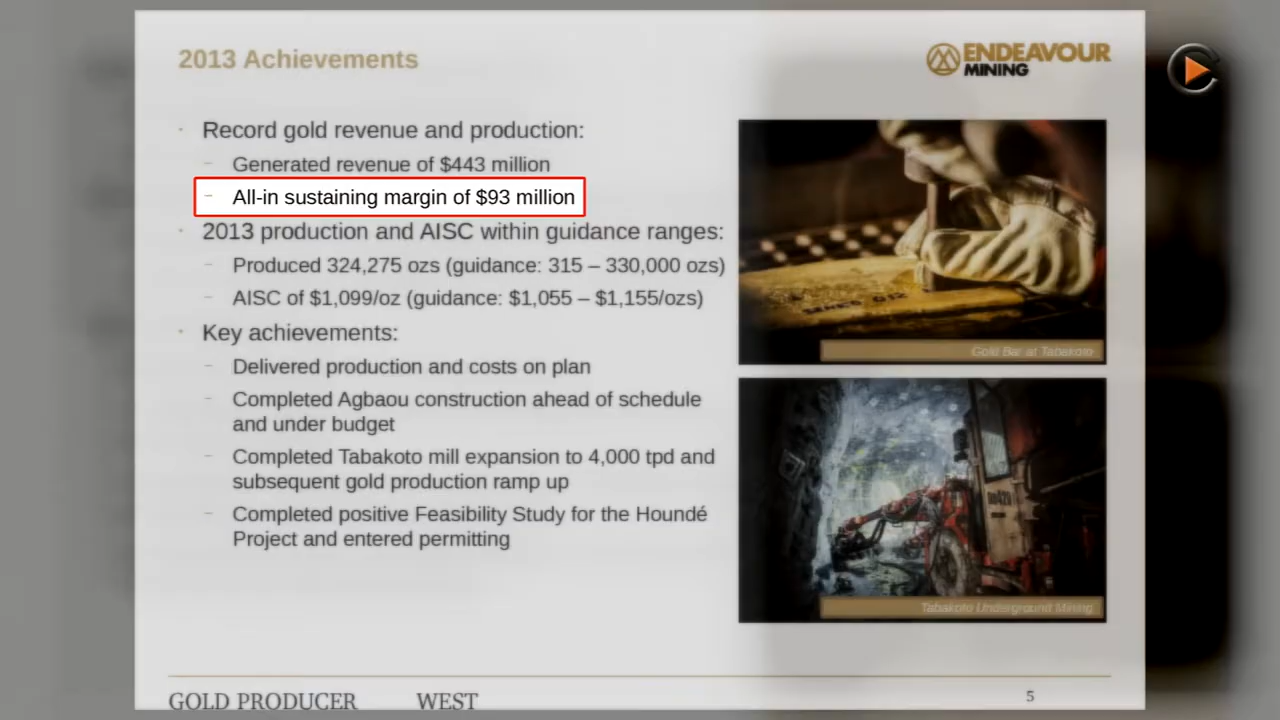 2013 Achievements
ENDEAVOUR
MINING
Record gold revenue and production:
Generated revenue of $443 million
All-in sustaining margin of $93 million
2013 production and AISC within guidance ranges:
Produced 324,275 ozs (guidance: 315 – 330,000 ozs)
AISC of $1,099/oz (guidance: $1,055 – $1,155/ozs)
Key achievements:
Delivered production and costs on plan
Completed Agbaou construction ahead of schedule
and under budget
Completed Tabakoto mill expansion to 4,000 tpd and
subsequent gold production ramp up
Completed positive Feasibility Study for the Houndé
Project and entered permitting
Gold Bar at Tabakoto
Tabakoto Underground Mining
GOLD PRODUCER WEST
5